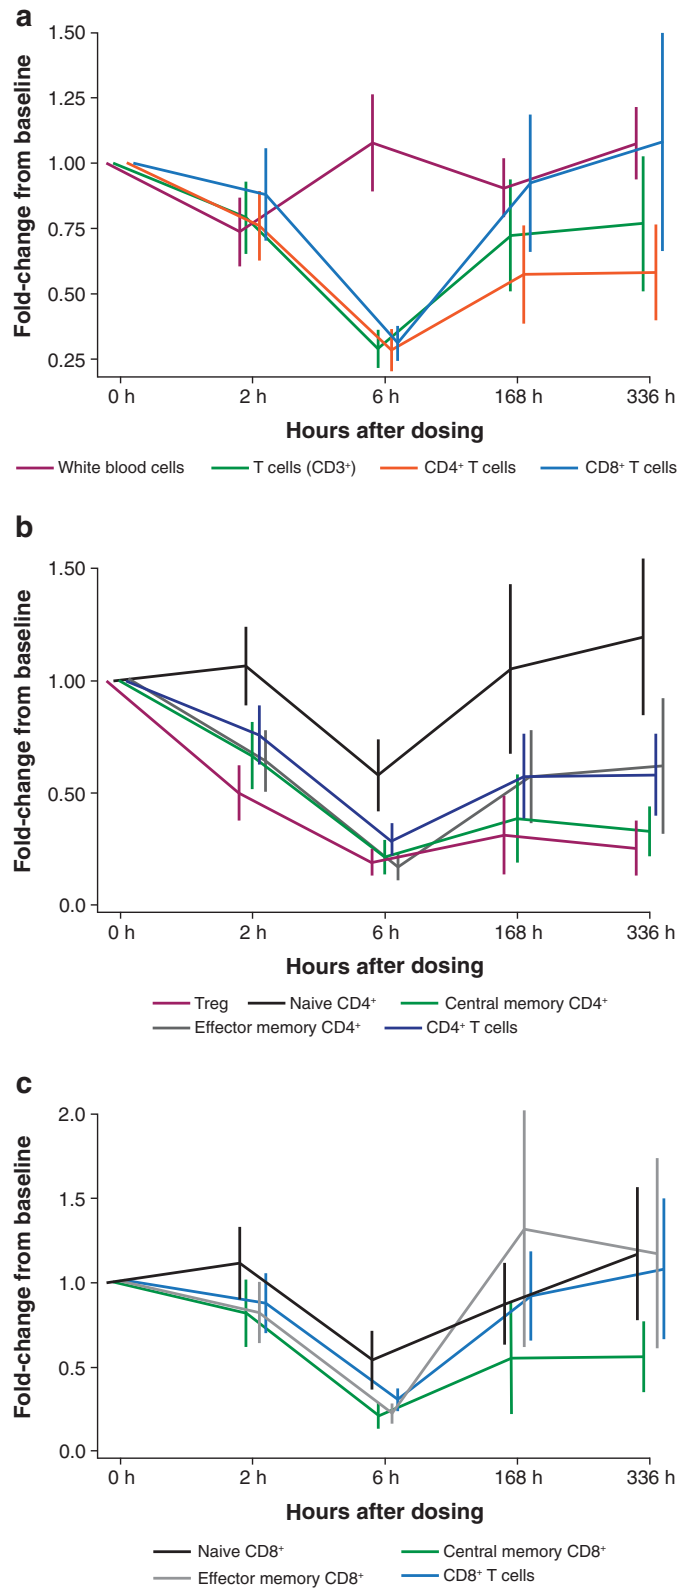 a
Fold-change from baseline
1.50
1.25
1.00
0.75
0.50
0.25
0 h 2 h 6 h 168 h 336 h
Hours after dosing
White blood cells T cells (CD3⁺) CD4⁺ T cells CD8⁺ T cells
b
Fold-change from baseline
1.50
1.00
0.50
0.0
0 h 2 h 6 h 168 h 336 h
Hours after dosing
Treg Naive CD4⁺ Central memory CD4⁺
Effector memory CD4⁺ CD4⁺ T cells
c
Fold-change from baseline
2.0
1.5
1.0
0.5
0.0
0 h 2 h 6 h 168 h 336 h
Hours after dosing
Naive CD8⁺ Central memory CD8⁺
Effector memory CD8⁺ CD8⁺ T cells